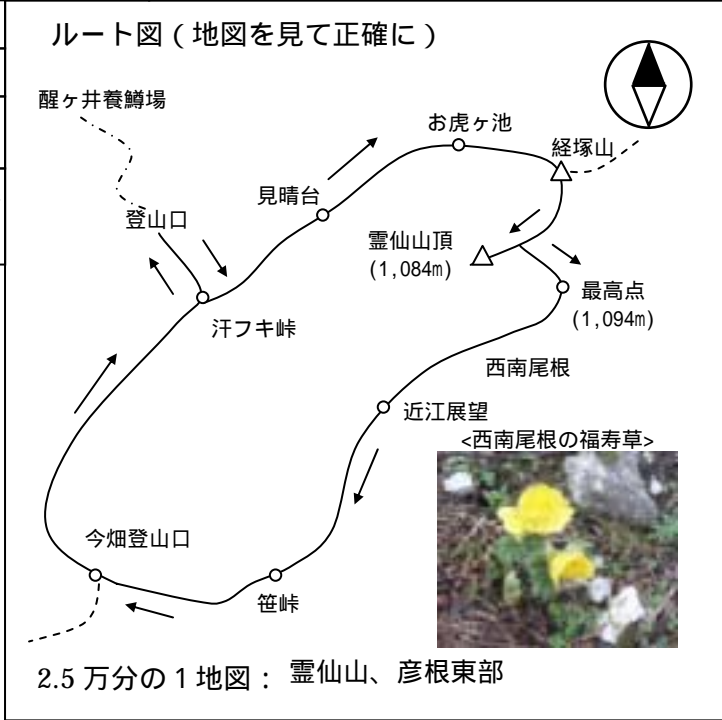 ルート図(地図を見て正確に)
醒ヶ井養鱒場
お虎ヶ池
経塚山
見晴台
登山口
霊仙山頂
(1,084m)
最高点
(1,094m)
汗フキ峠
西南尾根
近江展望
<西南尾根の福寿草>
今畑登山口
笹峠
2.5万分の1地図: 霊仙山、彦根東部